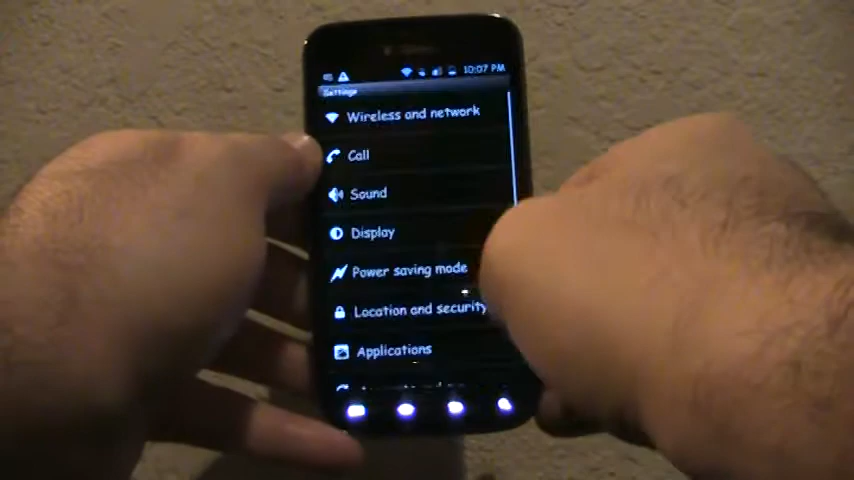 10:07 PM
Settings
Wireless and network
Call
Sound
Display
Power saving mode
Location and security
Applications